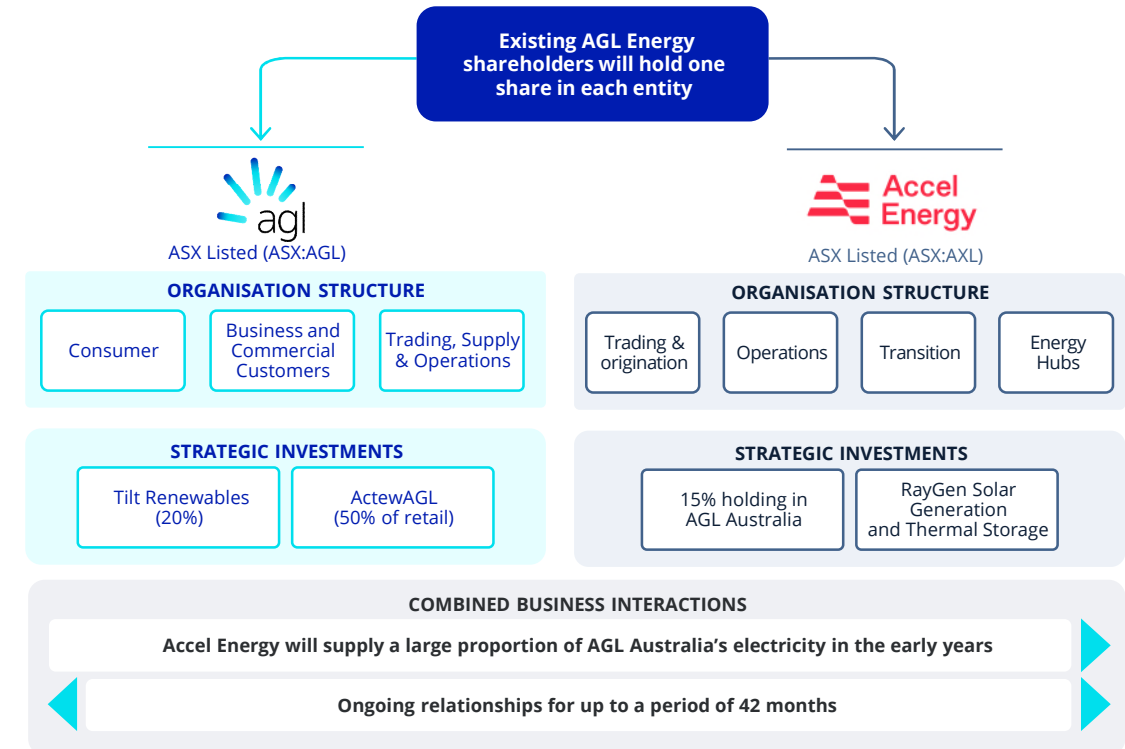 Existing AGL Energy
shareholders will hold one
share in each entity
agl
ASX Listed (ASX:AGL)
ORGANISATION STRUCTURE
Consumer
Business and
Commercial
Customers
Trading, Supply
& Operations
STRATEGIC INVESTMENTS
Tilt Renewables
(20%)
ActewAGL
(50% of retail)
Accel
Energy
ASX Listed (ASX:AXL)
ORGANISATION STRUCTURE
Trading &
origination
Operations
Transition
Energy
Hubs
STRATEGIC INVESTMENTS
15% holding in
AGL Australia
RayGen Solar
Generation
and Thermal Storage
COMBINED BUSINESS INTERACTIONS
Accel Energy will supply a large proportion of AGL Australia’s electricity in the early years
Ongoing relationships for up to a period of 42 months